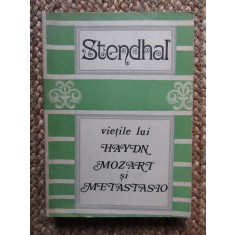 Stendhal
viețile lui
HAYDN
MOZART
și
METASTASIO